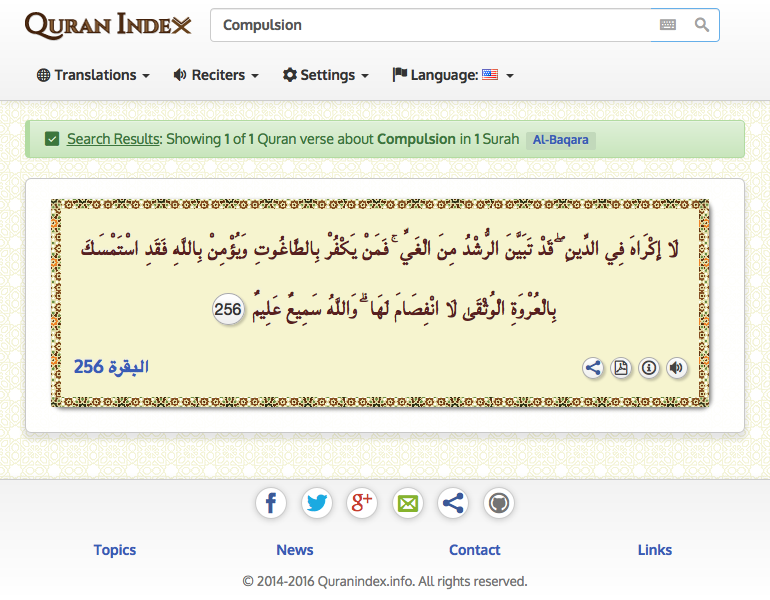 QURAN INDEX
Compulsion
Translations
Reciters
Settings
Language:
Search Results: Showing 1 of 1 Quran verse about Compulsion in 1 Surah Al-Baqara
لَا إِكْرَاهَ فِي الدِّينِ ۖ قَدْ تَبَيَّنَ الرُّشْدُ مِنَ الْغَيِّ ۚ فَمَنْ يَكْفُرْ بِالطَّاغُوتِ وَيُؤْمِنْ بِاللَّهِ فَقَدِ اسْتَمْسَكَ
بِالْعُرْوَةِ الْوُثْقَىٰ لَا انْفِصَامَ لَهَا ۗ وَاللَّهُ سَمِيعٌ عَلِيمٌ 256
البقرة 256
g+
Topics
News
Contact
Links
© 2014-2016 Quranindex.info. All rights reserved.